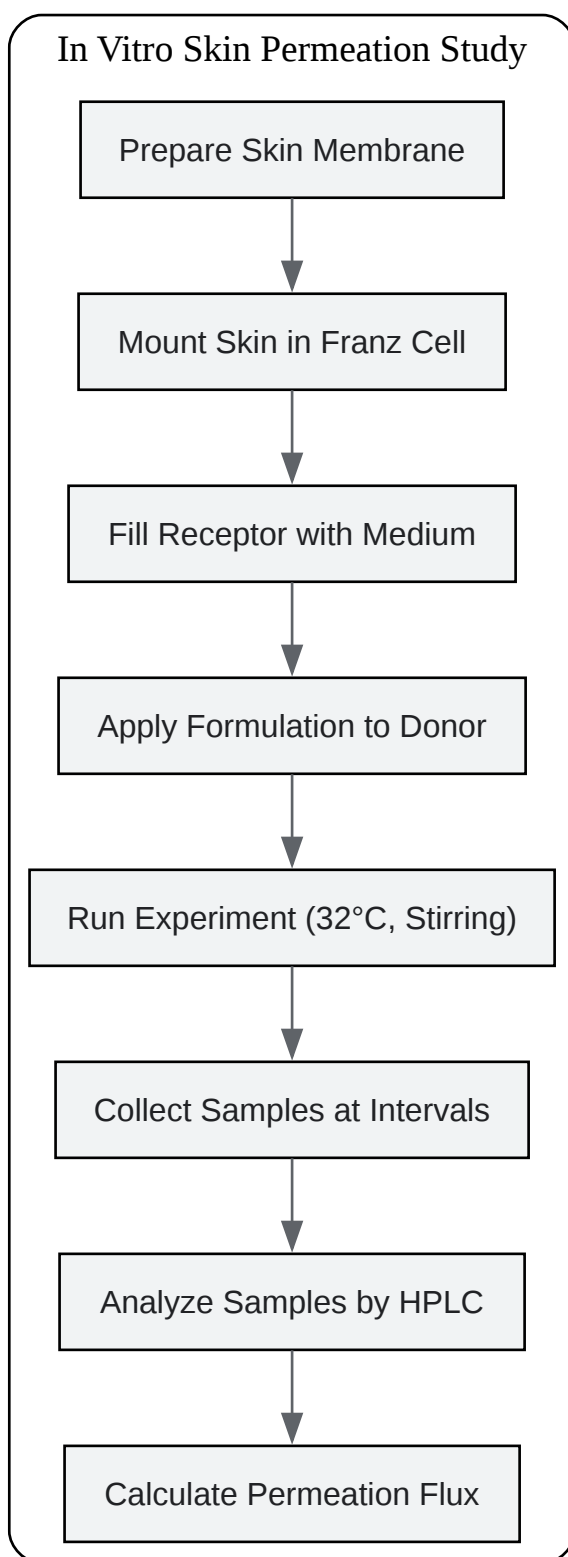 In Vitro Skin Permeation Study
Prepare Skin Membrane
Mount Skin in Franz Cell
Fill Receptor with Medium
Apply Formulation to Donor
Run Experiment (32°C, Stirring)
Collect Samples at Intervals
Analyze Samples by HPLC
Calculate Permeation Flux